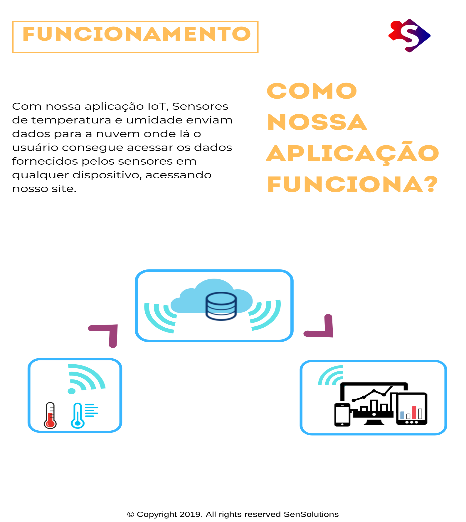 FUNCIONAMENTO
S
Com nossa aplicação IoT, Sensores
de temperatura e umidade enviam
dados para a nuvem onde lá o
usuário consegue acessar os dados
fornecidos pelos sensores em
qualquer dispositivo, acessando
nosso site.
COMO
NOSSA
APLICAÇÃO
FUNCIONA?
© Copyright 2019. All rights reserved SenSolutions